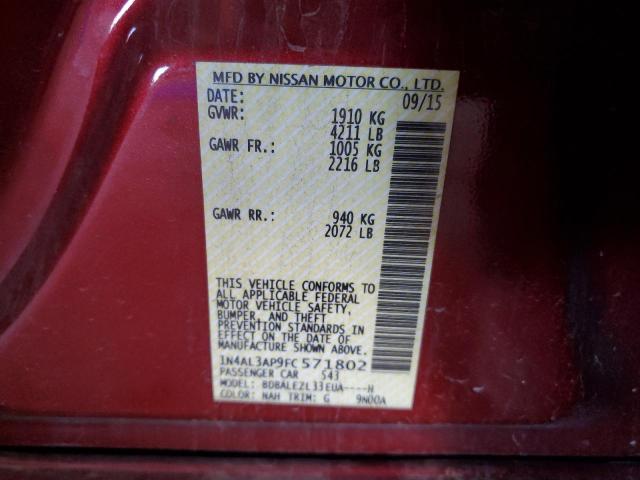 MFD BY NISSAN MOTOR CO., LTD.
DATE: 09/15
GVWR: 1910 KG
4211 LB
GAWR FR.: 1005 KG
2216 LB
GAWR RR.: 940 KG
2072 LB
THIS VEHICLE CONFORMS TO
ALL APPLICABLE FEDERAL
MOTOR VEHICLE SAFETY,
BUMPER, AND THEFT
PREVENTION STANDARDS IN
EFFECT ON THE DATE OF
MANUFACTURE SHOWN ABOVE.
1N4AL3AP9FC571802
PASSENGER CAR 543
MODEL: BDBALEZL33EUA----H
COLOR: NAH TRIM: G 9N00A